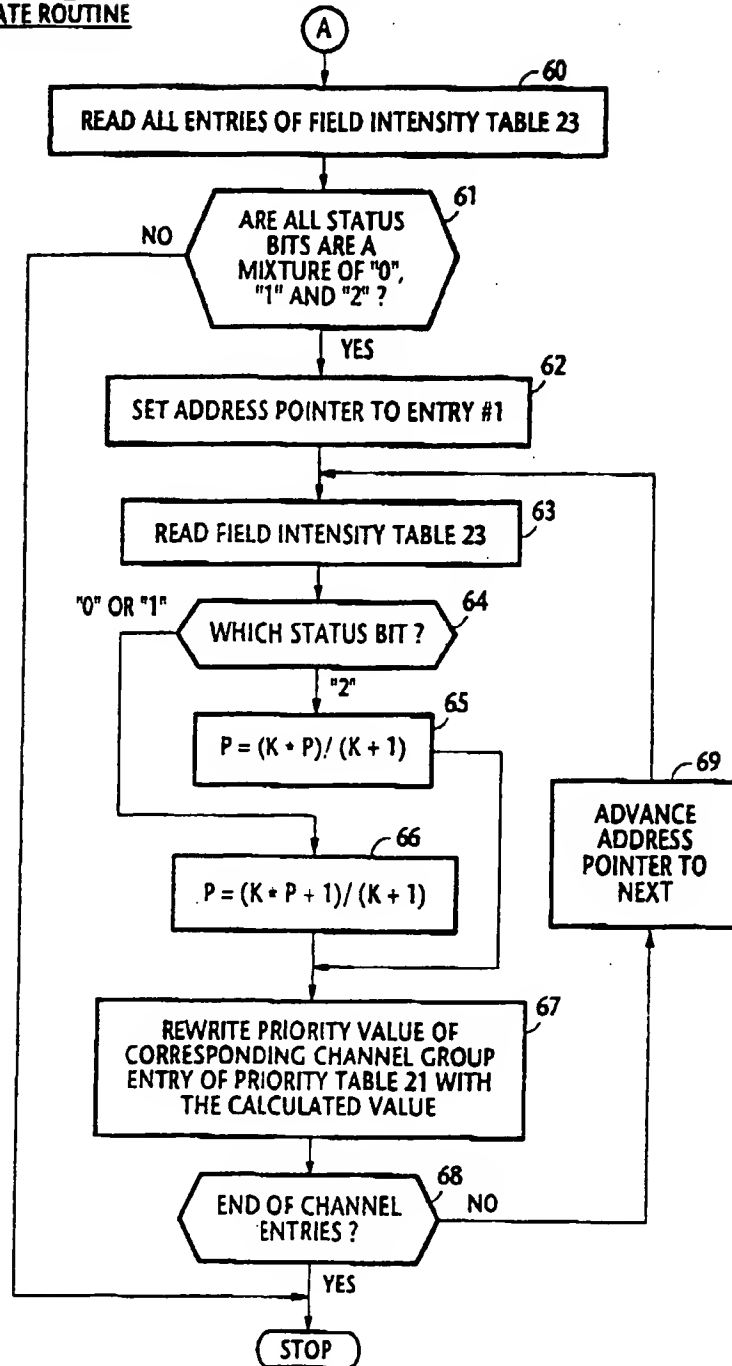 ATE ROUTINE
A
60
READ ALL ENTRIES OF FIELD INTENSITY TABLE 23
61
ARE ALL STATUS
BITS ARE A
MIXTURE OF "0",
"1" AND "2" ?
NO
YES
62
SET ADDRESS POINTER TO ENTRY #1
63
READ FIELD INTENSITY TABLE 23
64
"0" OR "1"
WHICH STATUS BIT ?
"2"
65
P = (K * P) / (K + 1)
66
P = (K * P + 1) / (K + 1)
69
ADVANCE
ADDRESS
POINTER TO
NEXT
67
REWRITE PRIORITY VALUE OF
CORRESPONDING CHANNEL GROUP
ENTRY OF PRIORITY TABLE 21 WITH
THE CALCULATED VALUE
68
END OF CHANNEL
ENTRIES ?
NO
YES
STOP